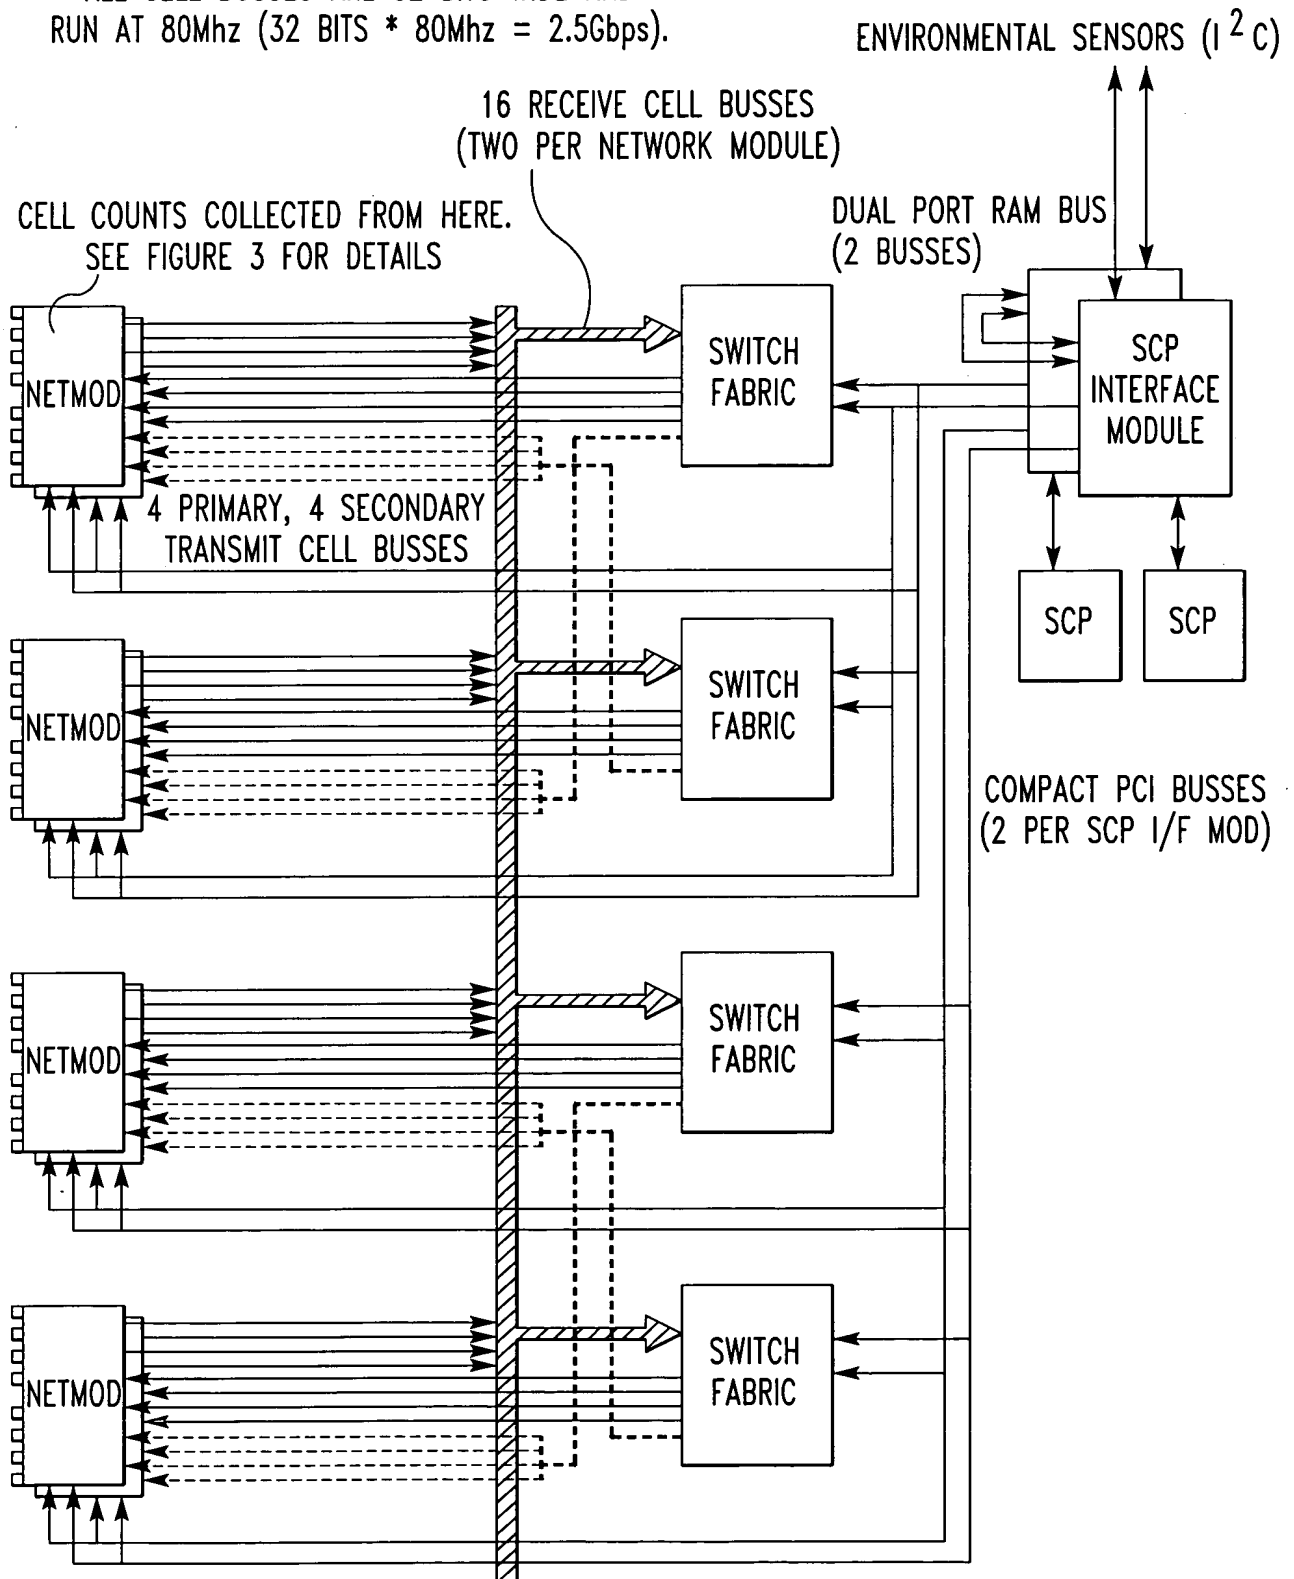 RUN AT 80Mhz (32 BITS * 80Mhz = 2.5Gbps).
ENVIRONMENTAL SENSORS (I 2 C)
16 RECEIVE CELL BUSSES
(TWO PER NETWORK MODULE)
CELL COUNTS COLLECTED FROM HERE.
SEE FIGURE 3 FOR DETAILS
DUAL PORT RAM BUS
(2 BUSSES)
NETMOD
SWITCH
FABRIC
SCP
INTERFACE
MODULE
4 PRIMARY, 4 SECONDARY
TRANSMIT CELL BUSSES
SCP
SCP
NETMOD
SWITCH
FABRIC
COMPACT PCI BUSSES
(2 PER SCP I/F MOD)
NETMOD
SWITCH
FABRIC
NETMOD
SWITCH
FABRIC